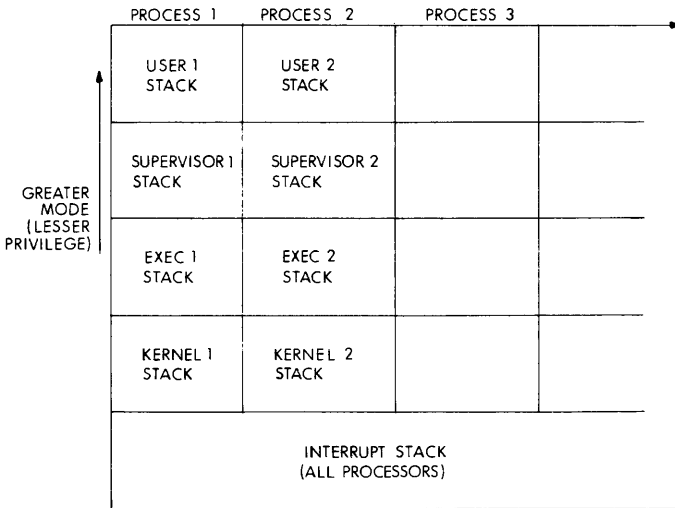 PROCESS 1 PROCESS 2 PROCESS 3
USER 1
STACK
USER 2
STACK
SUPERVISOR 1
STACK
SUPERVISOR 2
STACK
GREATER
MODE
(LESSER
PRIVILEGE)
EXEC 1
STACK
EXEC 2
STACK
KERNEL 1
STACK
KERNEL 2
STACK
INTERRUPT STACK
(ALL PROCESSORS)